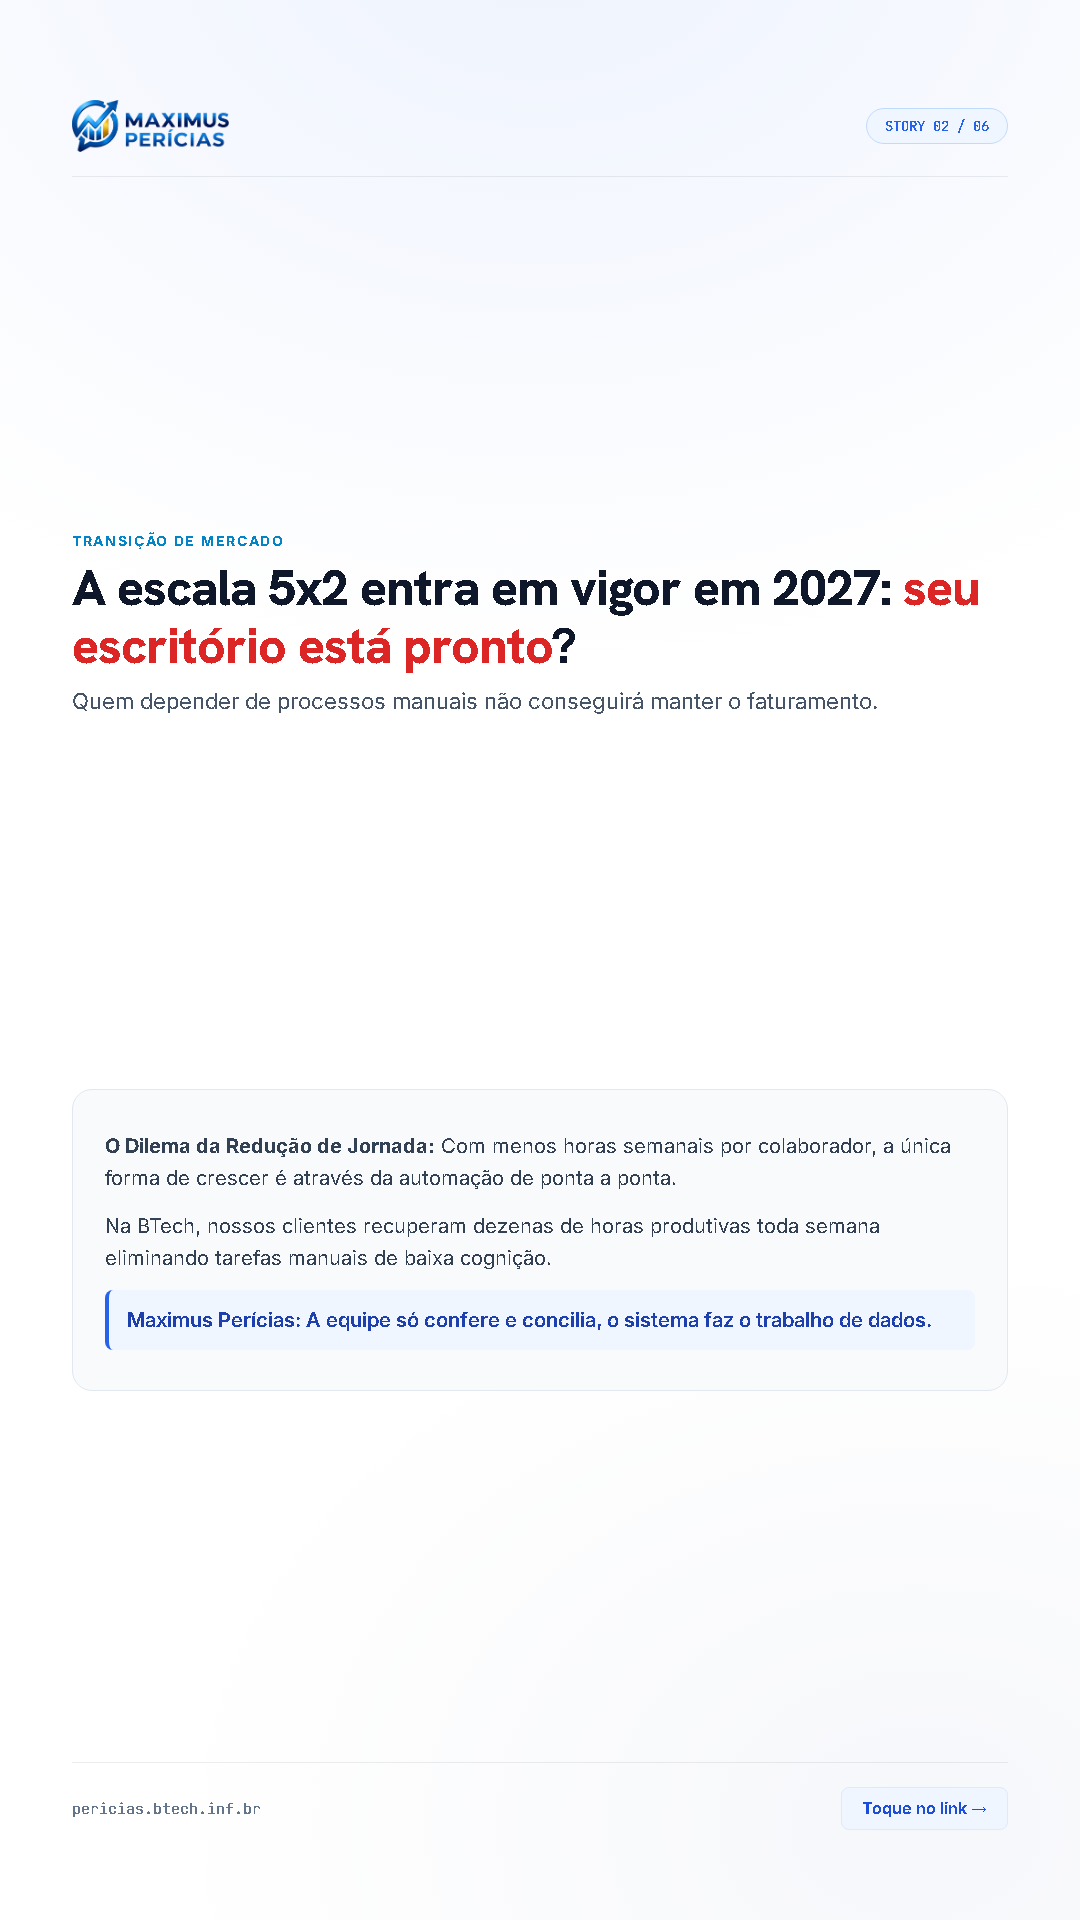 MAXIMUS
PERÍCIAS
STORY 02 / 06
TRANSIÇÃO DE MERCADO
A escala 5x2 entra em vigor em 2027: seu
escritório está pronto?
Quem depender de processos manuais não conseguirá manter o faturamento.
O Dilema da Redução de Jornada: Com menos horas semanais por colaborador, a única
forma de crescer é através da automação de ponta a ponta.
Na BTech, nossos clientes recuperam dezenas de horas produtivas toda semana
eliminando tarefas manuais de baixa cognição.
Maximus Perícias: A equipe só confere e concilia, o sistema faz o trabalho de dados.
pericias.btech.inf.br
Toque no link →